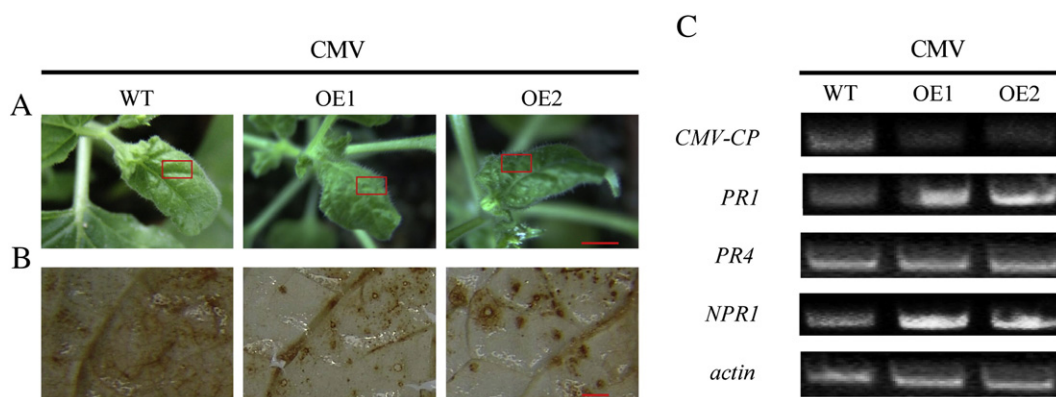 CMV
WT OE1 OE2
A
B
C
CMV
WT OE1 OE2
CMV-CP
PR1
PR4
NPR1
actin